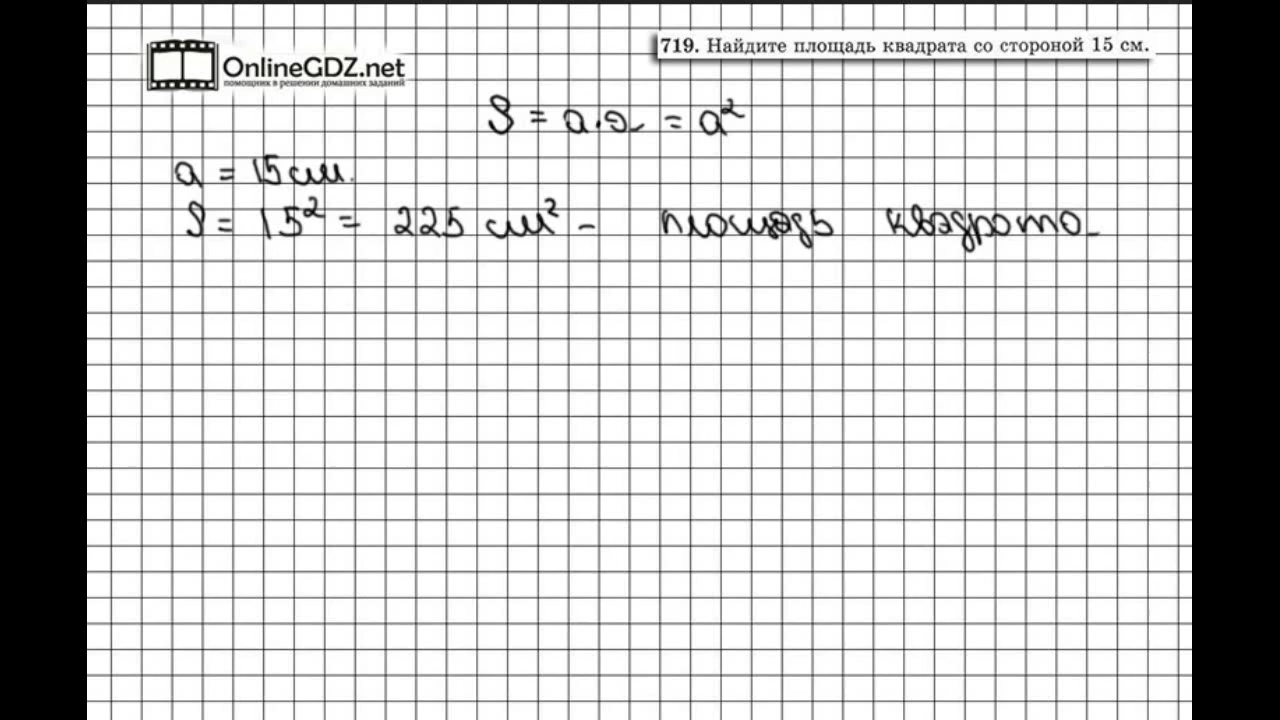 719. Найдите площадь квадрата со стороной 15 см.
OnlineGDZ.net
помощник в решении домашних заданий
S = a·a = a²
a = 15 см.
S = 15² = 225 см² - площадь квадрата